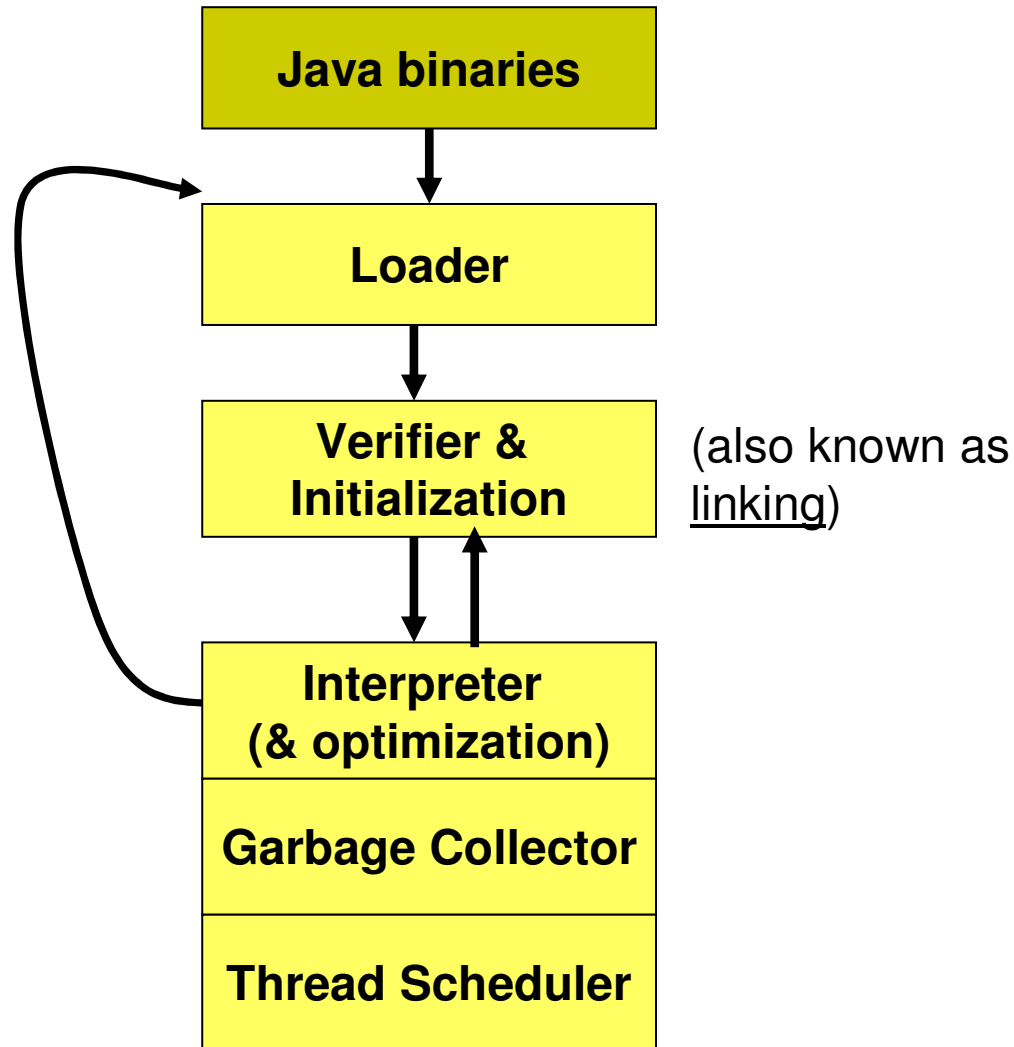 Java binaries
Loader
Verifier &
Initialization
(also known as
linking)
Interpreter
(& optimization)
Garbage Collector
Thread Scheduler